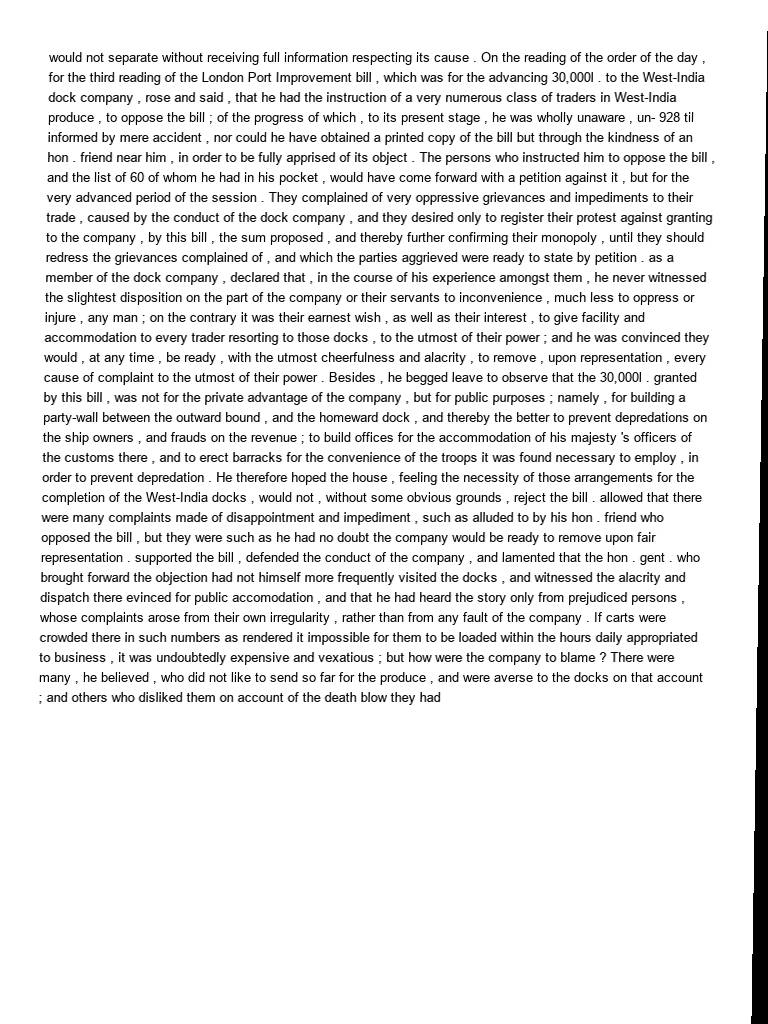 would not separate without receiving full information respecting its cause . On the reading of the order of the day ,
for the third reading of the London Port Improvement bill , which was for the advancing 30,000l . to the West-India
dock company , rose and said , that he had the instruction of a very numerous class of traders in West-India
produce , to oppose the bill ; of the progress of which , to its present stage , he was wholly unaware , un- 928 til
informed by mere accident , nor could he have obtained a printed copy of the bill but through the kindness of an
hon . friend near him , in order to be fully apprised of its object . The persons who instructed him to oppose the bill ,
and the list of 60 of whom he had in his pocket , would have come forward with a petition against it , but for the
very advanced period of the session . They complained of very oppressive grievances and impediments to their
trade , caused by the conduct of the dock company , and they desired only to register their protest against granting
to the company , by this bill , the sum proposed , and thereby further confirming their monopoly , until they should
redress the grievances complained of , and which the parties aggrieved were ready to state by petition . as a
member of the dock company , declared that , in the course of his experience amongst them , he never witnessed
the slightest disposition on the part of the company or their servants to inconvenience , much less to oppress or
injure , any man ; on the contrary it was their earnest wish , as well as their interest , to give facility and
accommodation to every trader resorting to those docks , to the utmost of their power ; and he was convinced they
would , at any time , be ready , with the utmost cheerfulness and alacrity , to remove , upon representation , every
cause of complaint to the utmost of their power . Besides , he begged leave to observe that the 30,000l . granted
by this bill , was not for the private advantage of the company , but for public purposes ; namely , for building a
party-wall between the outward bound , and the homeward dock , and thereby the better to prevent depredations on
the ship owners , and frauds on the revenue ; to build offices for the accommodation of his majesty 's officers of
the customs there , and to erect barracks for the convenience of the troops it was found necessary to employ , in
order to prevent depredation . He therefore hoped the house , feeling the necessity of those arrangements for the
completion of the West-India docks , would not , without some obvious grounds , reject the bill . allowed that there
were many complaints made of disappointment and impediment , such as alluded to by his hon . friend who
opposed the bill , but they were such as he had no doubt the company would be ready to remove upon fair
representation . supported the bill , defended the conduct of the company , and lamented that the hon . gent . who
brought forward the objection had not himself more frequently visited the docks , and witnessed the alacrity and
dispatch there evinced for public accomodation , and that he had heard the story only from prejudiced persons ,
whose complaints arose from their own irregularity , rather than from any fault of the company . If carts were
crowded there in such numbers as rendered it impossible for them to be loaded within the hours daily appropriated
to business , it was undoubtedly expensive and vexatious ; but how were the company to blame ? There were
many , he believed , who did not like to send so far for the produce , and were averse to the docks on that account
; and others who disliked them on account of the death blow they had